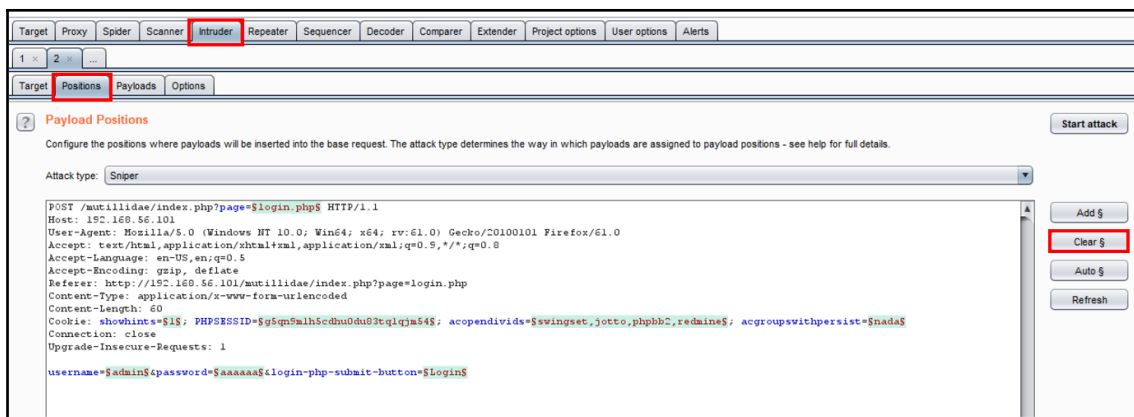 Target Proxy Spider Scanner Intruder Repeater Sequencer Decoder Comparer Extender Project options User options Alerts
1 × 2 × ...
Target Positions Payloads Options
? Payload Positions
Start attack
Configure the positions where payloads will be inserted into the base request. The attack type determines the way in which payloads are assigned to payload positions - see help for full details.
Attack type: Sniper
POST /mutillidae/index.php?page=§login.php§ HTTP/1.1
Host: 192.168.56.101
User-Agent: Mozilla/5.0 (Windows NT 10.0; Win64; x64; rv:61.0) Gecko/20100101 Firefox/61.0
Accept: text/html,application/xhtml+xml,application/xml;q=0.9,*/*;q=0.8
Accept-Language: en-US,en;q=0.5
Accept-Encoding: gzip, deflate
Referer: http://192.168.56.101/mutillidae/index.php?page=login.php
Content-Type: application/x-www-form-urlencoded
Content-Length: 60
Cookie: showhints=§1§; PHPSESSID=§g5qn9mlh5cdhu0du83tqlqjm54§; acopendivids=§swingset,jotto,phpbb2,redmine§; acgroupswithpersist=§nada§
Connection: close
Upgrade-Insecure-Requests: 1
username=§admin§&password=§aaaaaa§&login-php-submit-button=§Login§
Add §
Clear §
Auto §
Refresh